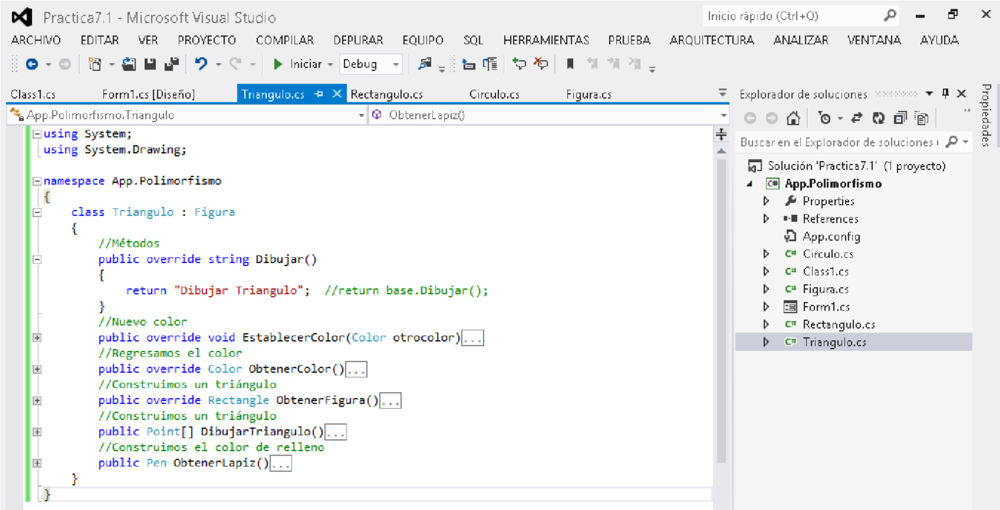 Practica7.1 - Microsoft Visual Studio
Inicio rápido (Ctrl+Q)
ARCHIVO EDITAR VER PROYECTO COMPILAR DEPURAR EQUIPO SQL HERRAMIENTAS PRUEBA ARQUITECTURA ANALIZAR VENTANA AYUDA
Iniciar Debug
Class1.cs Form1.cs [Diseño] Triangulo.cs Rectangulo.cs Circulo.cs Figura.cs
App.Polimorfismo.Triangulo ObtenerLapiz()
using System;
using System.Drawing;
namespace App.Polimorfismo
{
class Triangulo : Figura
{
//Métodos
public override string Dibujar()
{
return "Dibujar Triangulo"; //return base.Dibujar();
}
//Nuevo color
public override void EstablecerColor(Color otrocolor)...
//Regresamos el color
public override Color ObtenerColor()...
//Construimos un triángulo
public override Rectangle ObtenerFigura()...
//Construimos un triángulo
public Point[] DibujarTriangulo()...
//Construimos el color de relleno
public Pen ObtenerLapiz()...
}
}
Explorador de soluciones
Buscar en el Explorador de soluciones
Solución 'Practica7.1' (1 proyecto)
C# App.Polimorfismo
Properties
References
App.config
C# Circulo.cs
C# Class1.cs
C# Figura.cs
Form1.cs
C# Rectangulo.cs
C# Triangulo.cs
Propiedades